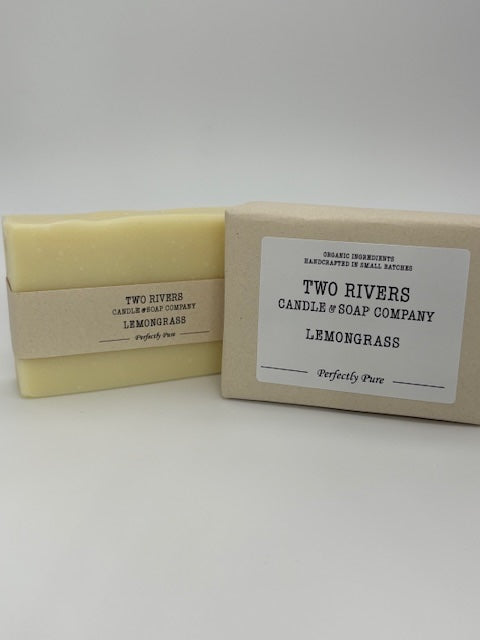 TWO RIVERS
CANDLE & SOAP COMPANY
LEMONGRASS
Perfectly Pure
ORGANIC INGREDIENTS
HANDCRAFTED IN SMALL BATCHES
TWO RIVERS
CANDLE & SOAP COMPANY
LEMONGRASS
Perfectly Pure